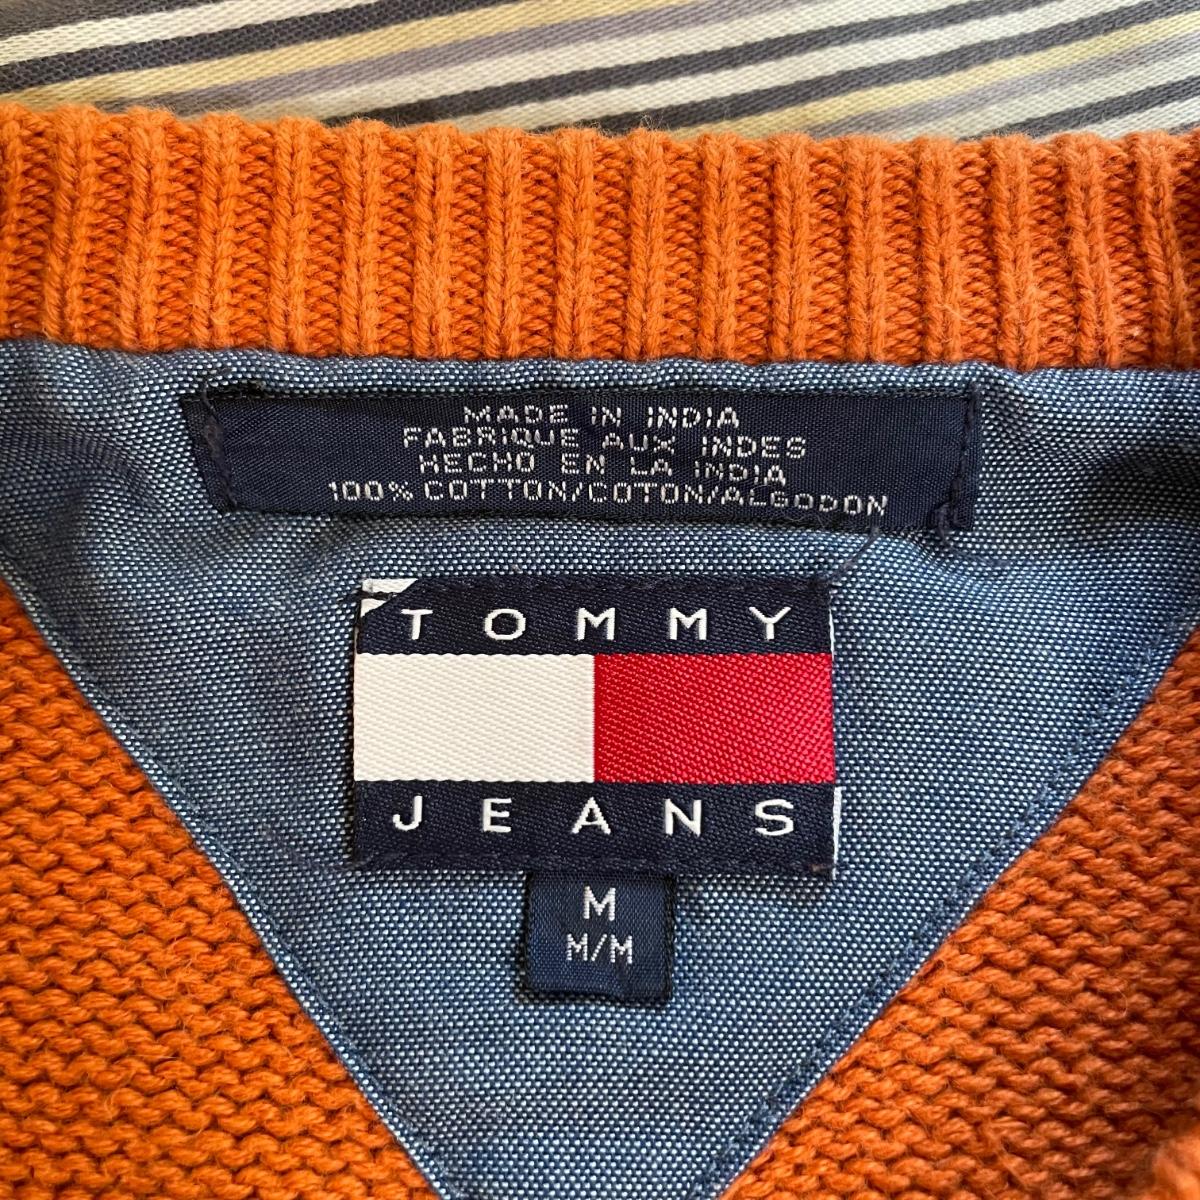 MADE IN INDIA
FABRIQUE AUX INDES
HECHO EN LA INDIA
100% COTTON/COTON/ALGODON
TOMMY
JEANS
M
M/M